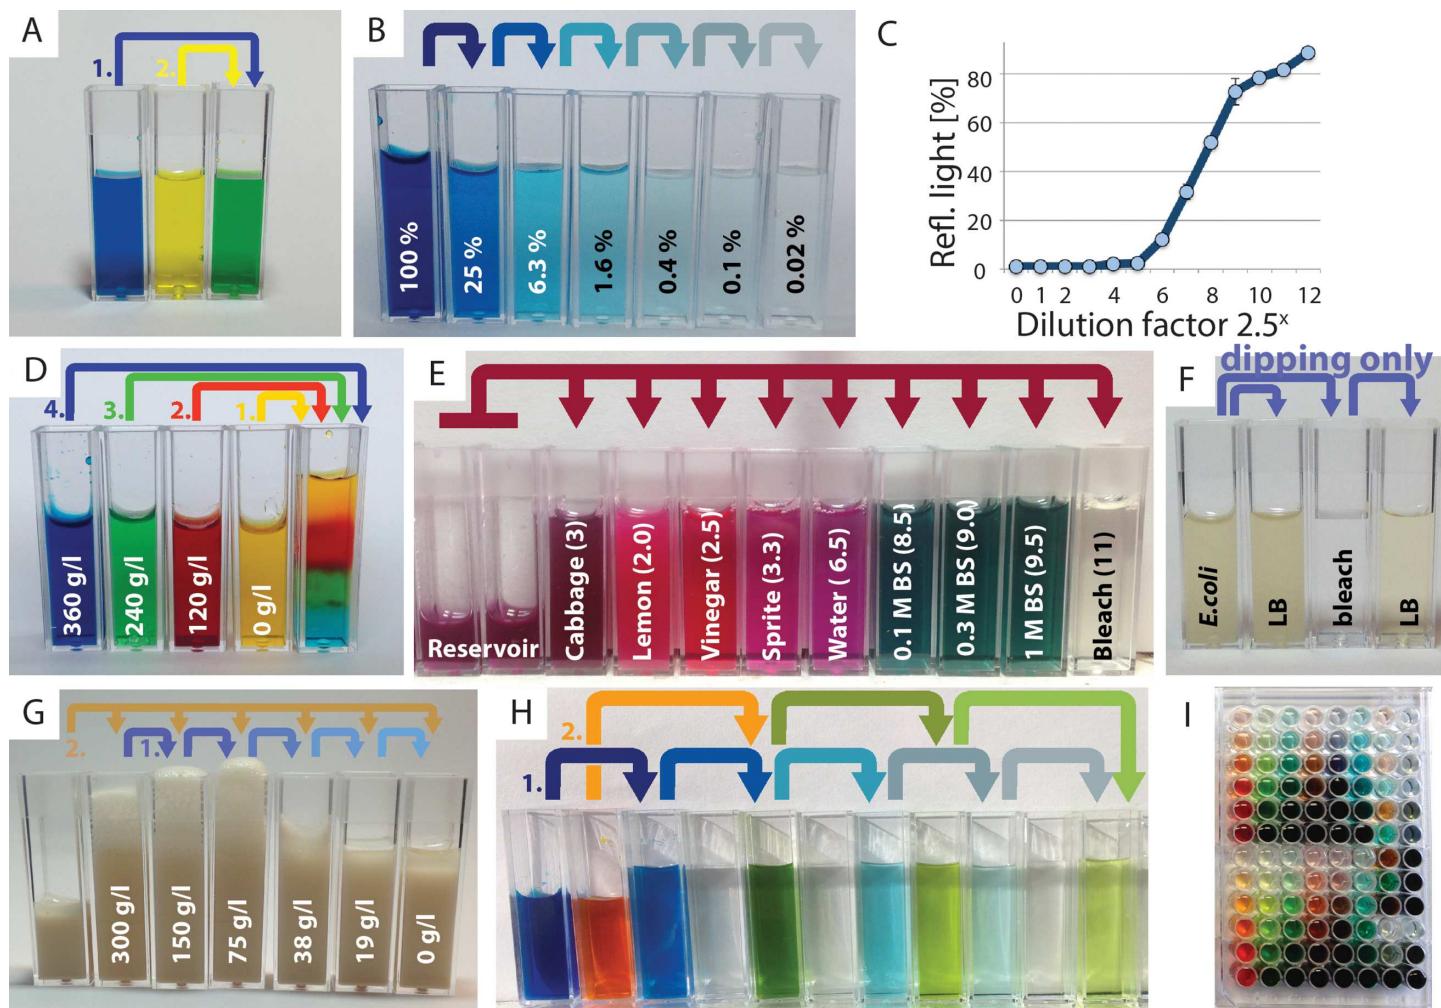 A
1.
2.
B
100 %
25 %
6.3 %
1.6 %
0.4 %
0.1 %
0.02 %
C
Refl. light [%]
80
60
40
20
0
0 1 2 4 6 8 10 12
Dilution factor 2.5ˣ
D
4.
3.
2.
1.
360 g/l
240 g/l
120 g/l
0 g/l
E
Reservoir
Cabbage (3)
Lemon (2.0)
Vinegar (2.5)
Sprite (3.3)
Water ( 6.5)
0.1 M BS (8.5)
0.3 M BS (9.0)
1 M BS (9.5)
Bleach (11)
F
dipping only
E.coli
LB
bleach
LB
G
2.
1.
300 g/l
150 g/l
75 g/l
38 g/l
19 g/l
0 g/l
H
2.
1.
I